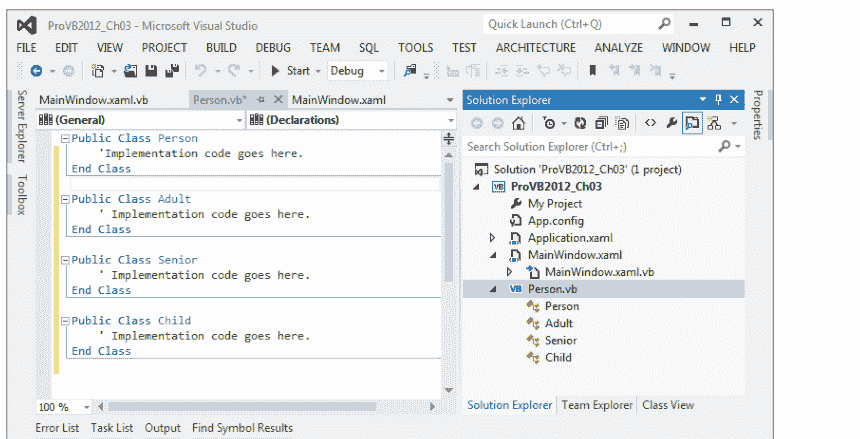 ProVB2012_Ch03 - Microsoft Visual Studio
Quick Launch (Ctrl+Q)
FILE EDIT VIEW PROJECT BUILD DEBUG TEAM SQL TOOLS TEST ARCHITECTURE ANALYZE WINDOW HELP
Start Debug
Server Explorer
Toolbox
MainWindow.xaml.vb Person.vb* MainWindow.xaml
(General) (Declarations)
Public Class Person
'Implementation code goes here.
End Class
Public Class Adult
' Implementation code goes here.
End Class
Public Class Senior
' Implementation code goes here.
End Class
Public Class Child
' Implementation code goes here.
End Class
100 %
Solution Explorer
Search Solution Explorer (Ctrl+;)
Solution 'ProVB2012_Ch03' (1 project)
VB ProVB2012_Ch03
My Project
App.config
Application.xaml
MainWindow.xaml
MainWindow.xaml.vb
VB Person.vb
Person
Adult
Senior
Child
Solution Explorer Team Explorer Class View
Properties
Error List Task List Output Find Symbol Results